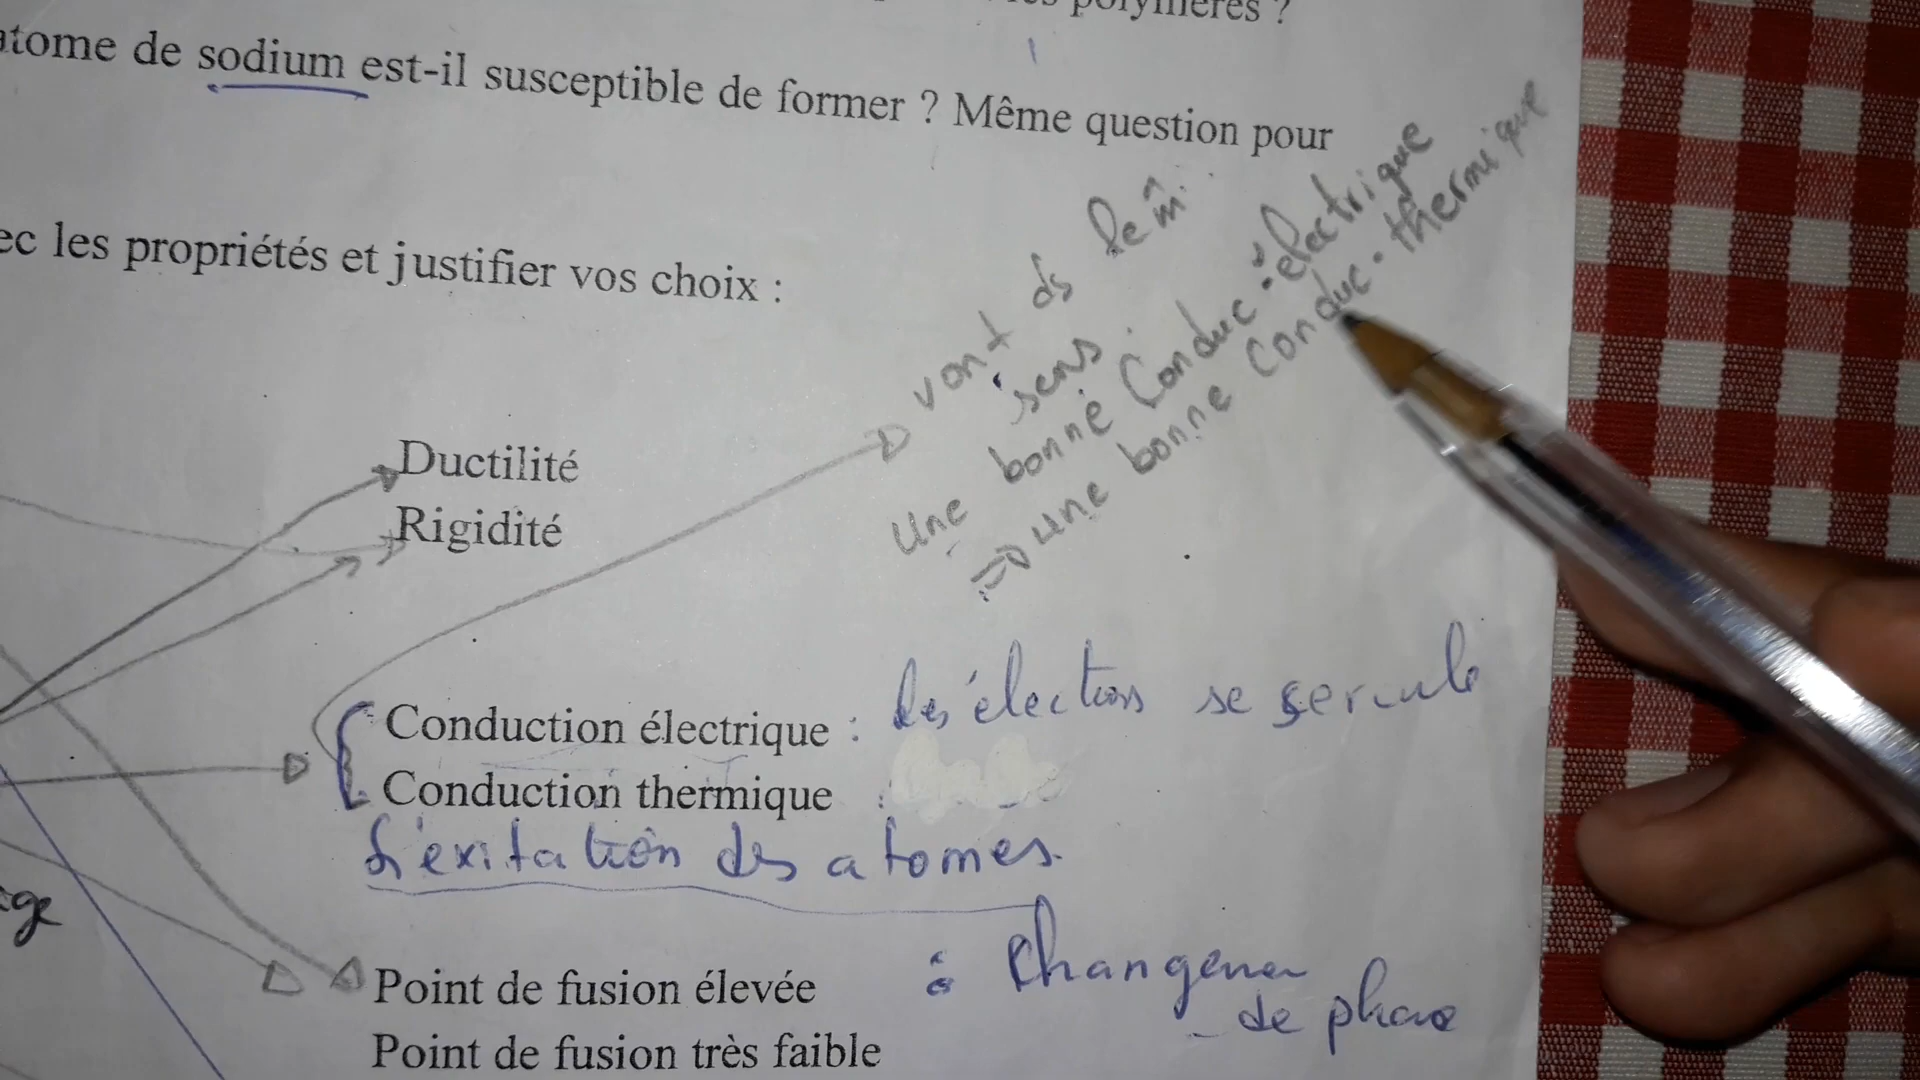 polymères ?
atome de sodium est-il susceptible de former ? Même question pour
ec les propriétés et justifier vos choix :
vont ds le m̂
sens
Une bonne Conduc. électrique
=> une bonne Conduc. thermique
Ductilité
Rigidité
Conduction électrique : les électrons se
Conduction thermique :
L'exitation des atomes.
ge
Point de fusion élevée : Changemen
de phase
Point de fusion très faible